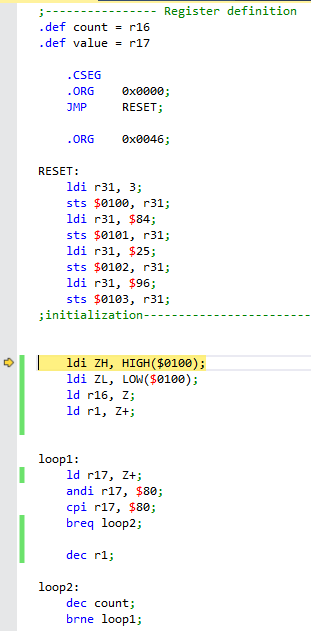 ;---------------- Register definition
.def count = r16
.def value = r17
.CSEG
.ORG 0x0000;
JMP RESET;
.ORG 0x0046;
RESET:
ldi r31, 3;
sts $0100, r31;
ldi r31, $84;
sts $0101, r31;
ldi r31, $25;
sts $0102, r31;
ldi r31, $96;
sts $0103, r31;
;initialization-------------------------
ldi ZH, HIGH($0100);
ldi ZL, LOW($0100);
ld r16, Z;
ld r1, Z+;
loop1:
ld r17, Z+;
andi r17, $80;
cpi r17, $80;
breq loop2;
dec r1;
loop2:
dec count;
brne loop1;